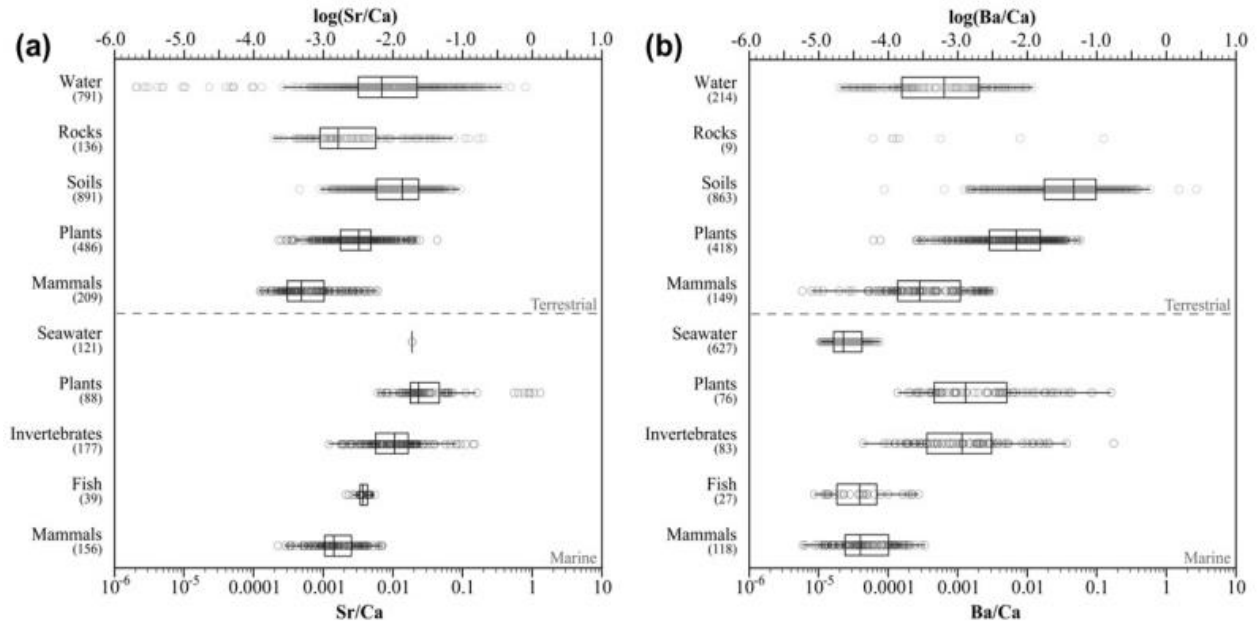 (a)
log(Sr/Ca)
-6.0 -5.0 -4.0 -3.0 -2.0 -1.0 0.0 1.0
Water
(791)
Rocks
(136)
Soils
(891)
Plants
(486)
Mammals
(209)
Terrestrial
Seawater
(121)
Plants
(88)
Invertebrates
(177)
Fish
(39)
Mammals
(156)
Marine
10-6 10-5 0.0001 0.001 0.01 0.1 1 10
Sr/Ca
(b)
log(Ba/Ca)
-6.0 -5.0 -4.0 -3.0 -2.0 -1.0 0.0 1.0
Water
(214)
Rocks
(9)
Soils
(863)
Plants
(418)
Mammals
(149)
Terrestrial
Seawater
(627)
Plants
(76)
Invertebrates
(83)
Fish
(27)
Mammals
(118)
Marine
10-6 10-5 0.0001 0.001 0.01 0.1 1 10
Ba/Ca